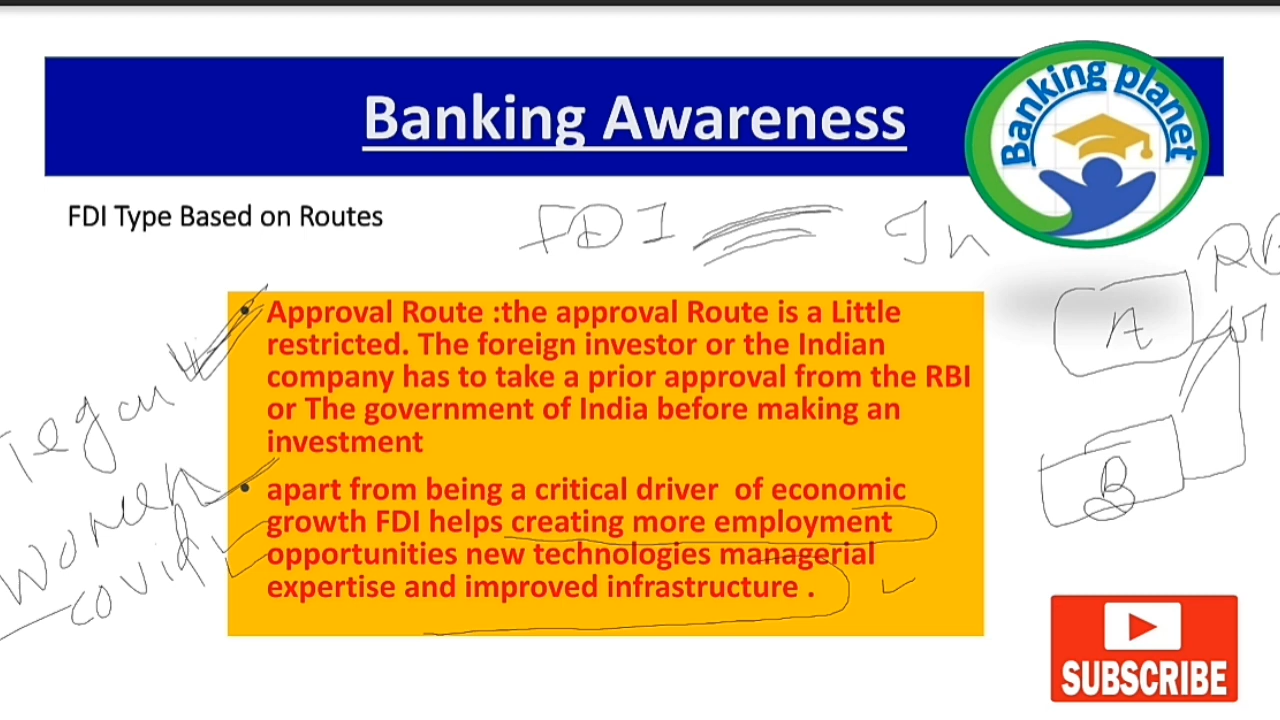 Banking Awareness
Banking planet
FDI Type Based on Routes
FDI
In
• Approval Route :the approval Route is a Little
restricted. The foreign investor or the Indian
company has to take a prior approval from the RBI
or The government of India before making an
investment
• apart from being a critical driver of economic
growth FDI helps creating more employment
opportunities new technologies managerial
expertise and improved infrastructure .
A
B
covid
SUBSCRIBE